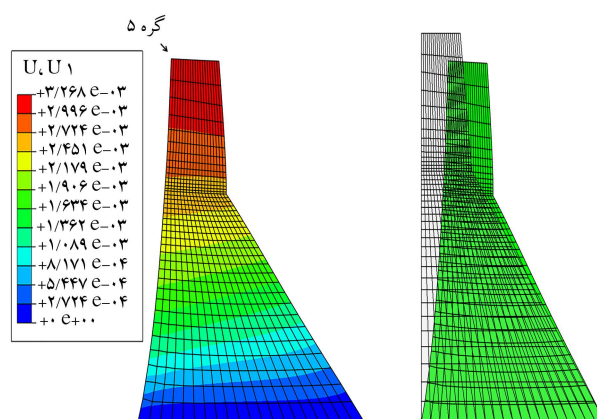 گره ۵
U، U۱
+۳/۲۶۸ e-۰۳
+۲/۹۹۶ e-۰۳
+۲/۷۲۴ e-۰۳
+۲/۴۵۱ e-۰۳
+۲/۱۷۹ e-۰۳
+۱/۹۰۶ e-۰۳
+۱/۶۳۴ e-۰۳
+۱/۳۶۲ e-۰۳
+۱/۰۸۹ e-۰۳
+۸/۱۷۱ e-۰۴
+۵/۴۴۷ e-۰۴
+۲/۷۲۴ e-۰۴
+۰ e+۰۰